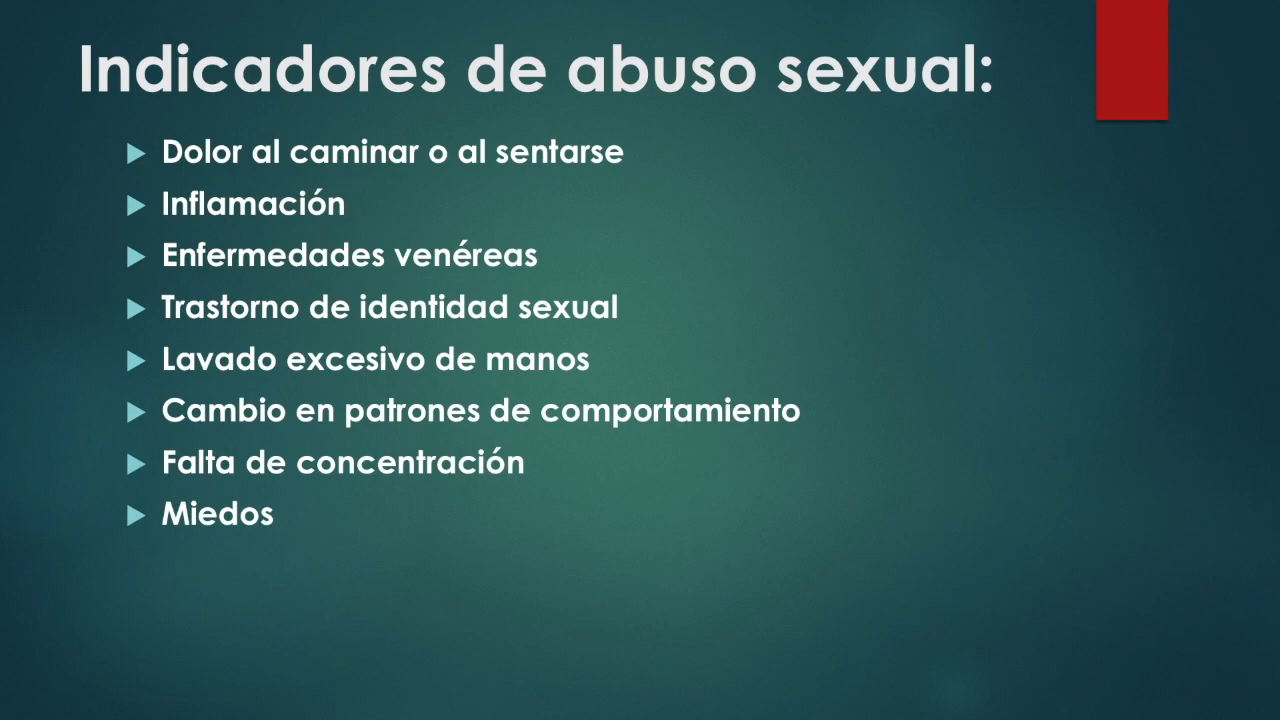 Indicadores de abuso sexual:
Dolor al caminar o al sentarse
Inflamación
Enfermedades venéreas
Trastorno de identidad sexual
Lavado excesivo de manos
Cambio en patrones de comportamiento
Falta de concentración
Miedos